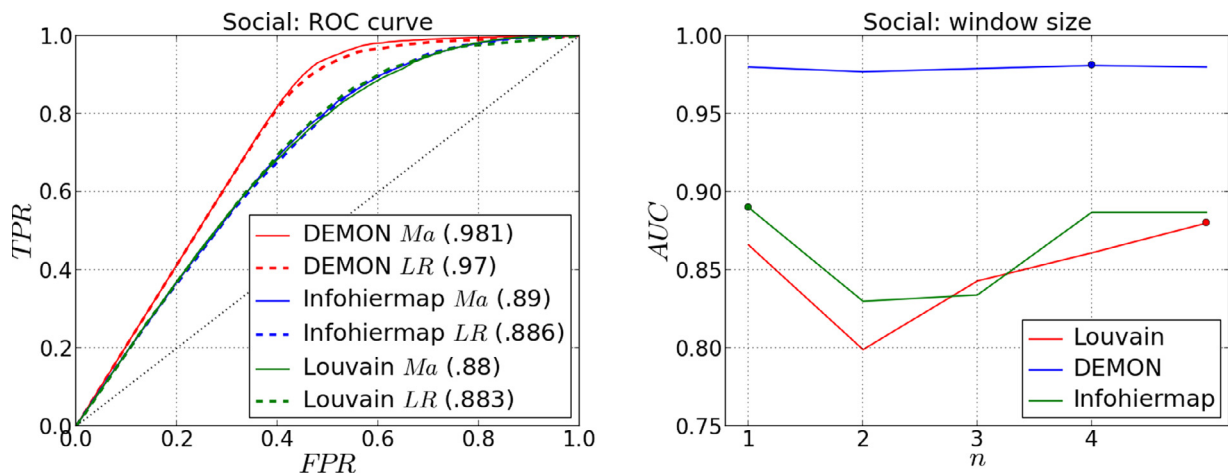 Social: ROC curve
1.0
0.8
0.6
0.4
0.2
0.0
TPR
0.0
0.2
0.4
0.6
0.8
1.0
FPR
DEMON Ma (.981)
DEMON LR (.97)
Infohiermap Ma (.89)
Infohiermap LR (.886)
Louvain Ma (.88)
Louvain LR (.883)
Social: window size
1.00
0.95
0.90
0.85
0.80
0.75
AUC
1
2
3
4
n
Louvain
DEMON
Infohiermap